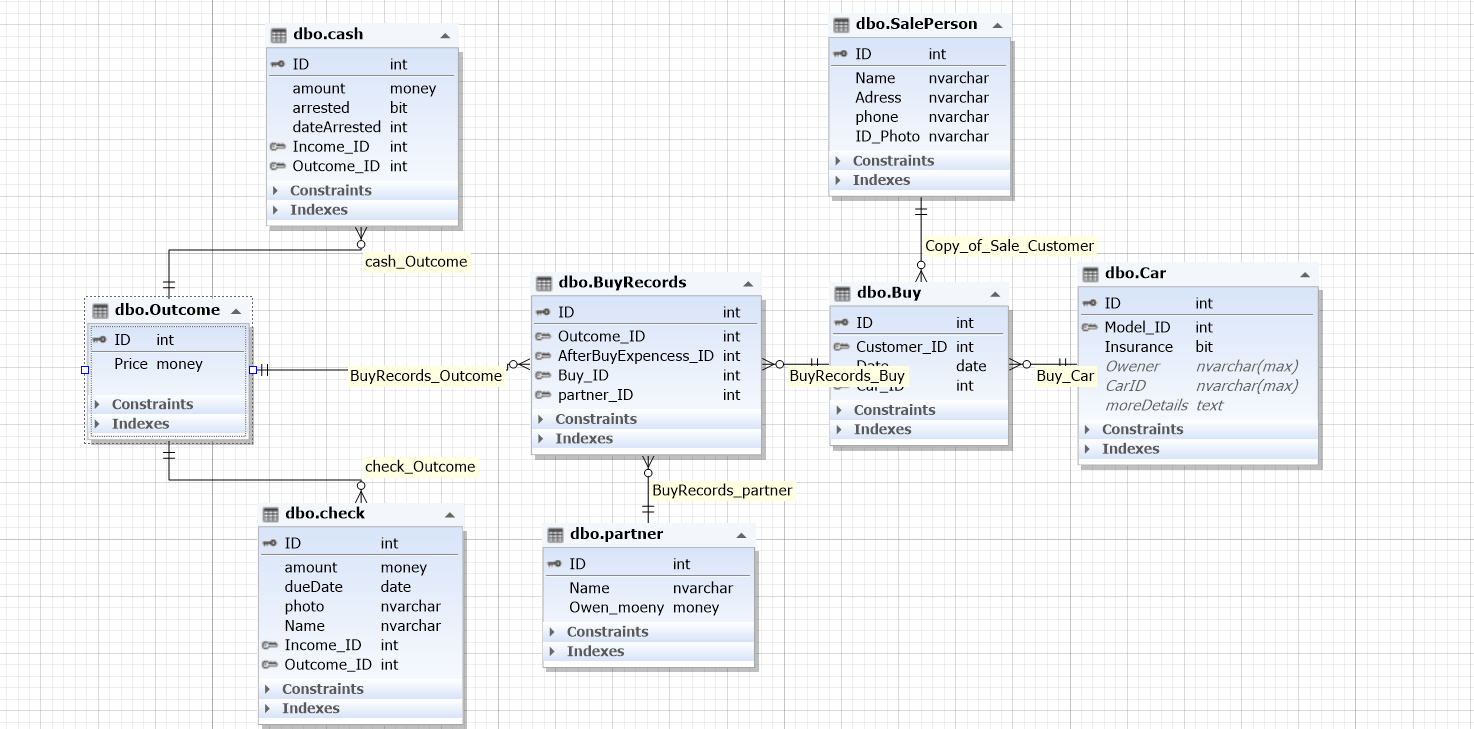 dbo.cash
ID int
amount money
arrested bit
dateArrested int
Income_ID int
Outcome_ID int
Constraints
Indexes
dbo.SalePerson
ID int
Name nvarchar
Adress nvarchar
phone nvarchar
ID_Photo nvarchar
Constraints
Indexes
cash_Outcome
Copy_of_Sale_Customer
dbo.Outcome
ID int
Price money
Constraints
Indexes
BuyRecords_Outcome
dbo.BuyRecords
ID int
Outcome_ID int
AfterBuyExpencess_ID int
Buy_ID int
partner_ID int
Constraints
Indexes
BuyRecords_Buy
dbo.Buy
ID int
Customer_ID int
Date date
Car_ID int
Constraints
Indexes
Buy_Car
dbo.Car
ID int
Model_ID int
Insurance bit
Owener nvarchar(max)
CarID nvarchar(max)
moreDetails text
Constraints
Indexes
check_Outcome
BuyRecords_partner
dbo.check
ID int
amount money
dueDate date
photo nvarchar
Name nvarchar
Income_ID int
Outcome_ID int
Constraints
Indexes
dbo.partner
ID int
Name nvarchar
Owen_moeny money
Constraints
Indexes